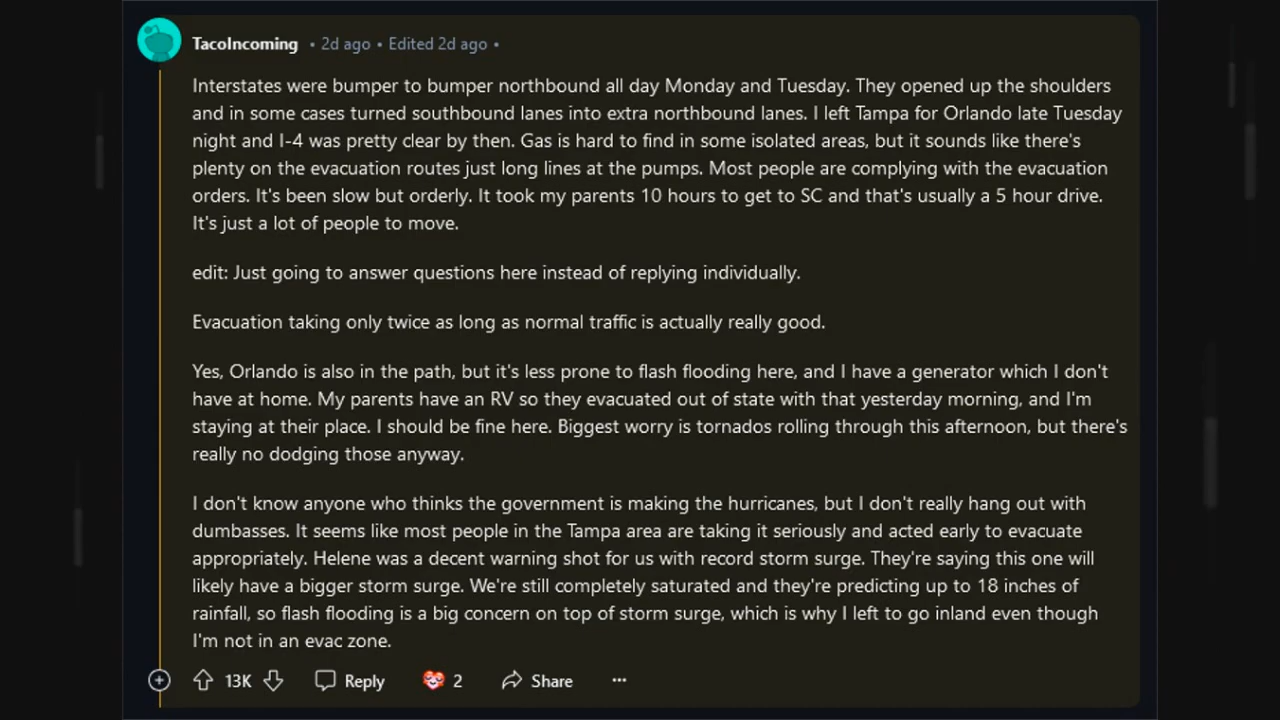 TacoIncoming • 2d ago • Edited 2d ago •
Interstates were bumper to bumper northbound all day Monday and Tuesday. They opened up the shoulders
and in some cases turned southbound lanes into extra northbound lanes. I left Tampa for Orlando late Tuesday
night and I-4 was pretty clear by then. Gas is hard to find in some isolated areas, but it sounds like there's
plenty on the evacuation routes just long lines at the pumps. Most people are complying with the evacuation
orders. It's been slow but orderly. It took my parents 10 hours to get to SC and that's usually a 5 hour drive.
It's just a lot of people to move.
edit: Just going to answer questions here instead of replying individually.
Evacuation taking only twice as long as normal traffic is actually really good.
Yes, Orlando is also in the path, but it's less prone to flash flooding here, and I have a generator which I don't
have at home. My parents have an RV so they evacuated out of state with that yesterday morning, and I'm
staying at their place. I should be fine here. Biggest worry is tornados rolling through this afternoon, but there's
really no dodging those anyway.
I don't know anyone who thinks the government is making the hurricanes, but I don't really hang out with
dumbasses. It seems like most people in the Tampa area are taking it seriously and acted early to evacuate
appropriately. Helene was a decent warning shot for us with record storm surge. They're saying this one will
likely have a bigger storm surge. We're still completely saturated and they're predicting up to 18 inches of
rainfall, so flash flooding is a big concern on top of storm surge, which is why I left to go inland even though
I'm not in an evac zone.
13K Reply 2 Share ...